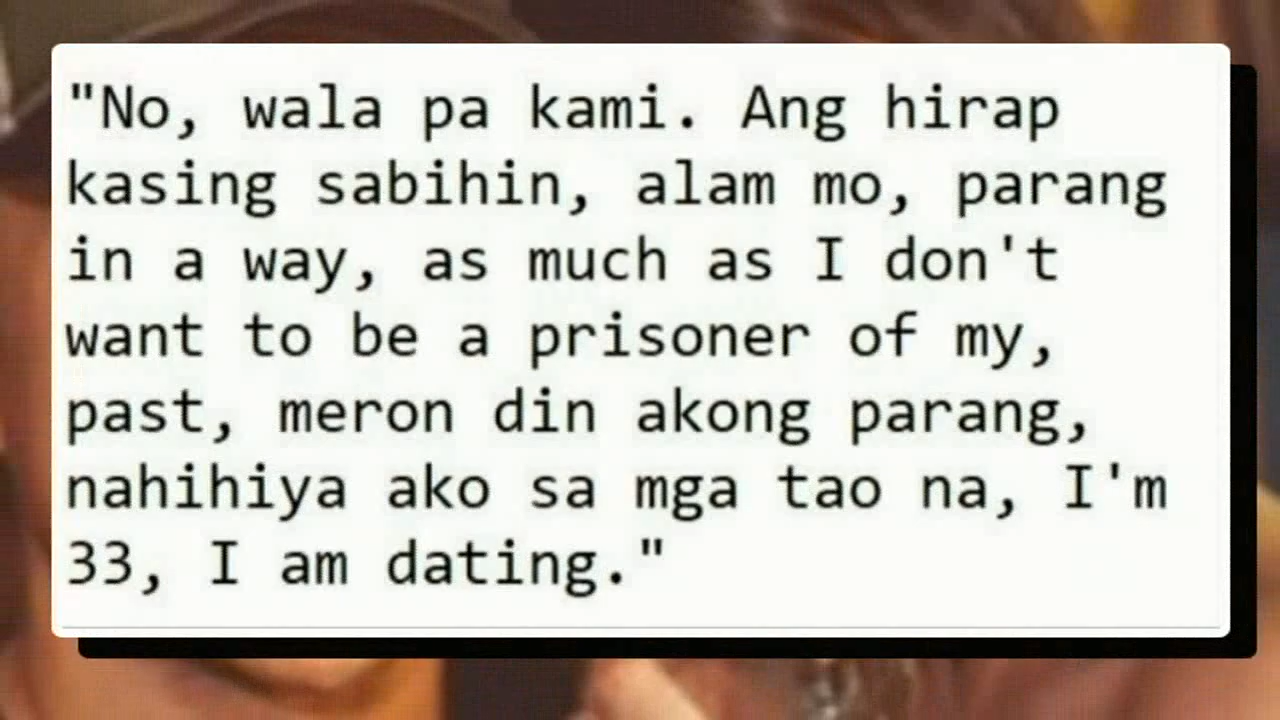 "No, wala pa kami. Ang hirap
kasing sabihin, alam mo, parang
in a way, as much as I don't
want to be a prisoner of my,
past, meron din akong parang,
nahihiya ako sa mga tao na, I'm
33, I am dating."